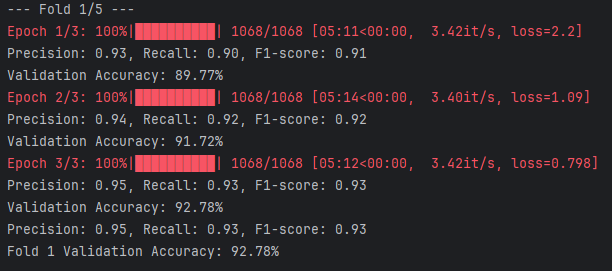 --- Fold 1/5 ---
Epoch 1/3: 100%|██████████| 1068/1068 [05:11<00:00,  3.42it/s, loss=2.2]
Precision: 0.93, Recall: 0.90, F1-score: 0.91
Validation Accuracy: 89.77%
Epoch 2/3: 100%|██████████| 1068/1068 [05:14<00:00,  3.40it/s, loss=1.09]
Precision: 0.94, Recall: 0.92, F1-score: 0.92
Validation Accuracy: 91.72%
Epoch 3/3: 100%|██████████| 1068/1068 [05:12<00:00,  3.42it/s, loss=0.798]
Precision: 0.95, Recall: 0.93, F1-score: 0.93
Validation Accuracy: 92.78%
Precision: 0.95, Recall: 0.93, F1-score: 0.93
Fold 1 Validation Accuracy: 92.78%